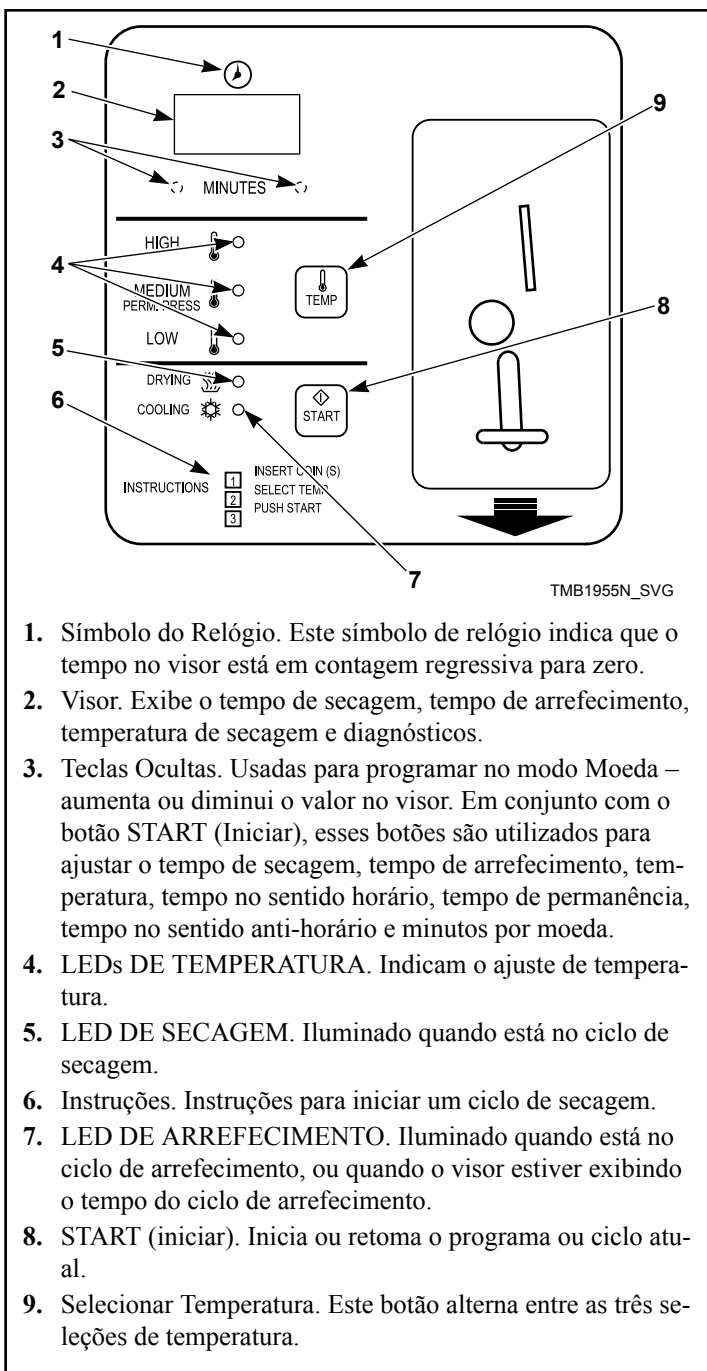 1
2
3
MINUTES
9
HIGH
4
MEDIUM
PERM. PRESS
TEMP
LOW
8
5
DRYING
6
COOLING
START
INSTRUCTIONS
1 INSERT COIN (S)
2 SELECT TEMP
3 PUSH START
7
TMB1955N_SVG
1. Símbolo do Relógio. Este símbolo de relógio indica que o
tempo no visor está em contagem regressiva para zero.
2. Visor. Exibe o tempo de secagem, tempo de arrefecimento,
temperatura de secagem e diagnósticos.
3. Teclas Ocultas. Usadas para programar no modo Moeda –
aumenta ou diminui o valor no visor. Em conjunto com o
botão START (Iniciar), esses botões são utilizados para
ajustar o tempo de secagem, tempo de arrefecimento, tem-
peratura, tempo no sentido horário, tempo de permanência,
tempo no sentido anti-horário e minutos por moeda.
4. LEDs DE TEMPERATURA. Indicam o ajuste de tempera-
tura.
5. LED DE SECAGEM. Iluminado quando está no ciclo de
secagem.
6. Instruções. Instruções para iniciar um ciclo de secagem.
7. LED DE ARREFECIMENTO. Iluminado quando está no
ciclo de arrefecimento, ou quando o visor estiver exibindo
o tempo do ciclo de arrefecimento.
8. START (iniciar). Inicia ou retoma o programa ou ciclo atu-
al.
9. Selecionar Temperatura. Este botão alterna entre as três se-
leções de temperatura.